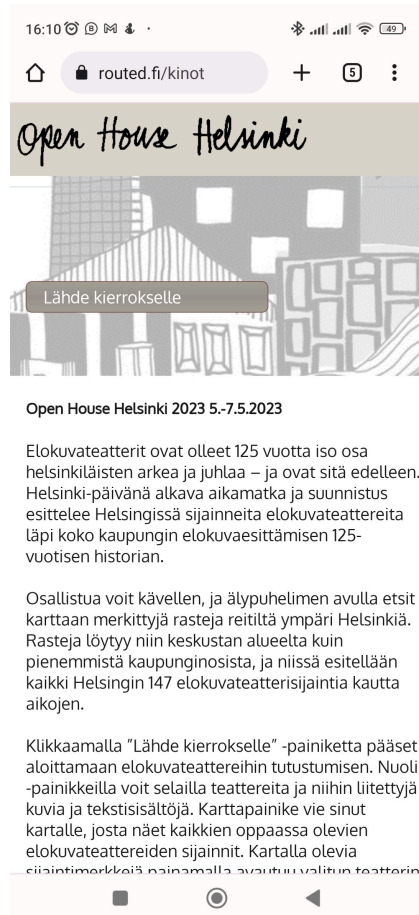 16:10
49
routed.fi/kinot
5
Open House Helsinki
Lähde kierrokselle
Open House Helsinki 2023 5.-7.5.2023
Elokuvateatterit ovat olleet 125 vuotta iso osa
helsinkiläisten arkea ja juhlaa – ja ovat sitä edelleen.
Helsinki-päivänä alkava aikamatka ja suunnistus
esittelee Helsingissä sijainneita elokuvateattereita
läpi koko kaupungin elokuvaesittämisen 125-
vuotisen historian.
Osallistua voit kävellen, ja älypuhelimen avulla etsit
karttaan merkittyjä rasteja reitiltä ympäri Helsinkiä.
Rasteja löytyy niin keskustan alueelta kuin
pienemmistä kaupunginosista, ja niissä esitellään
kaikki Helsingin 147 elokuvateatterisijaintia kautta
aikojen.
Klikkaamalla ”Lähde kierrokselle” -painiketta pääset
aloittamaan elokuvateattereihin tutustumisen. Nuoli
-painikkeilla voit selailla teattereita ja niihin liitettyjä
kuvia ja tekstisisältöjä. Karttapainike vie sinut
kartalle, josta näet kaikkien oppaassa olevien
elokuvateattereiden sijainnit. Kartalla olevia
sijaintimerkkejä painamalla avautuu valitun teatterin